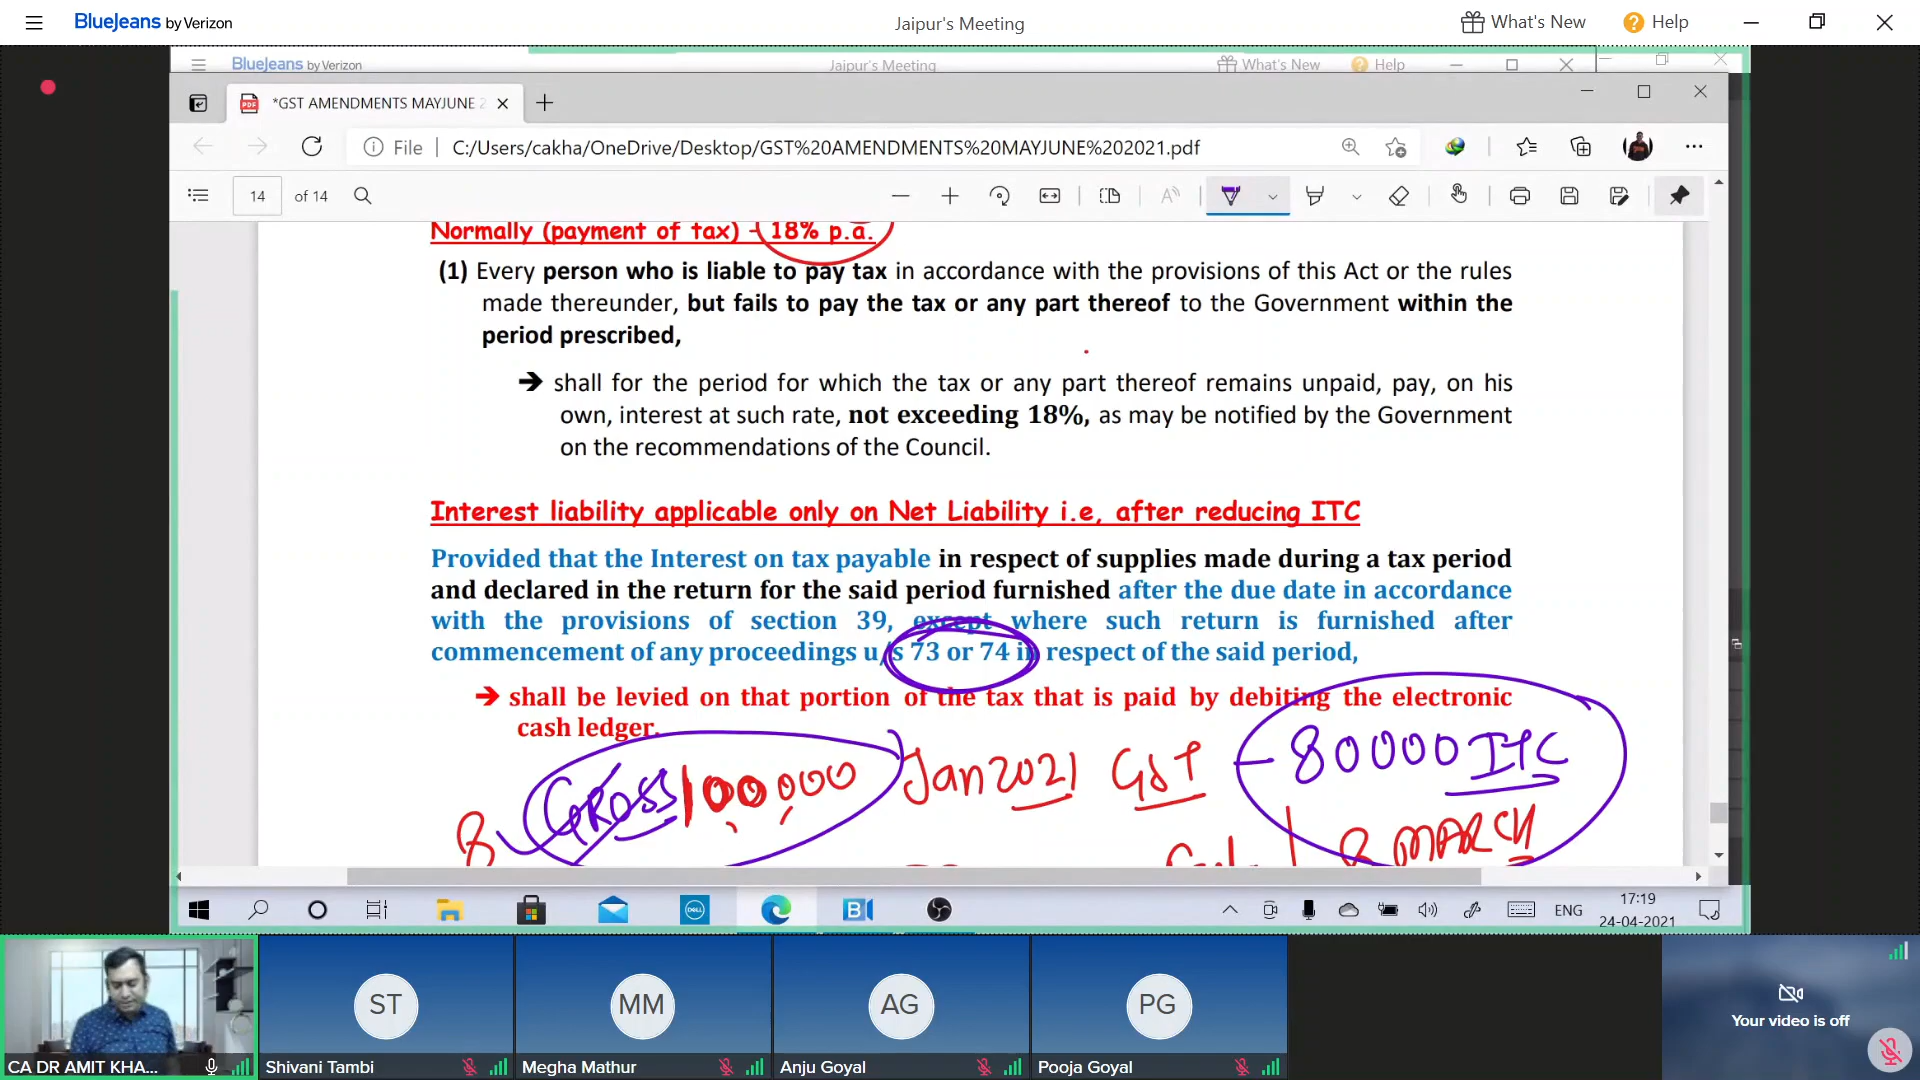 BlueJeans by Verizon
Jaipur's Meeting
What's New
Help
BlueJeans by Verizon
Jaipur's Meeting
What's New
Help
*GST AMENDMENTS MAYJUNE 2
File
C:/Users/cakha/OneDrive/Desktop/GST%20AMENDMENTS%20MAYJUNE%202021.pdf
14 of 14
Normally (payment of tax) - 18% p.a.
(1) Every person who is liable to pay tax in accordance with the provisions of this Act or the rules
made thereunder, but fails to pay the tax or any part thereof to the Government within the
period prescribed,
➔ shall for the period for which the tax or any part thereof remains unpaid, pay, on his
own, interest at such rate, not exceeding 18%, as may be notified by the Government
on the recommendations of the Council.
Interest liability applicable only on Net Liability i.e, after reducing ITC
Provided that the Interest on tax payable in respect of supplies made during a tax period
and declared in the return for the said period furnished after the due date in accordance
with the provisions of section 39, except where such return is furnished after
commencement of any proceedings u/s 73 or 74 in respect of the said period,
➔ shall be levied on that portion of the tax that is paid by debiting the electronic
cash ledger.
GROSS 100000 Jan 2021 GST - 80000 ITC
8 MARCH
DELL
ENG
17:19
24-04-2021
ST
MM
AG
PG
Your video is off
CA DR AMIT KHA...
Shivani Tambi
Megha Mathur
Anju Goyal
Pooja Goyal